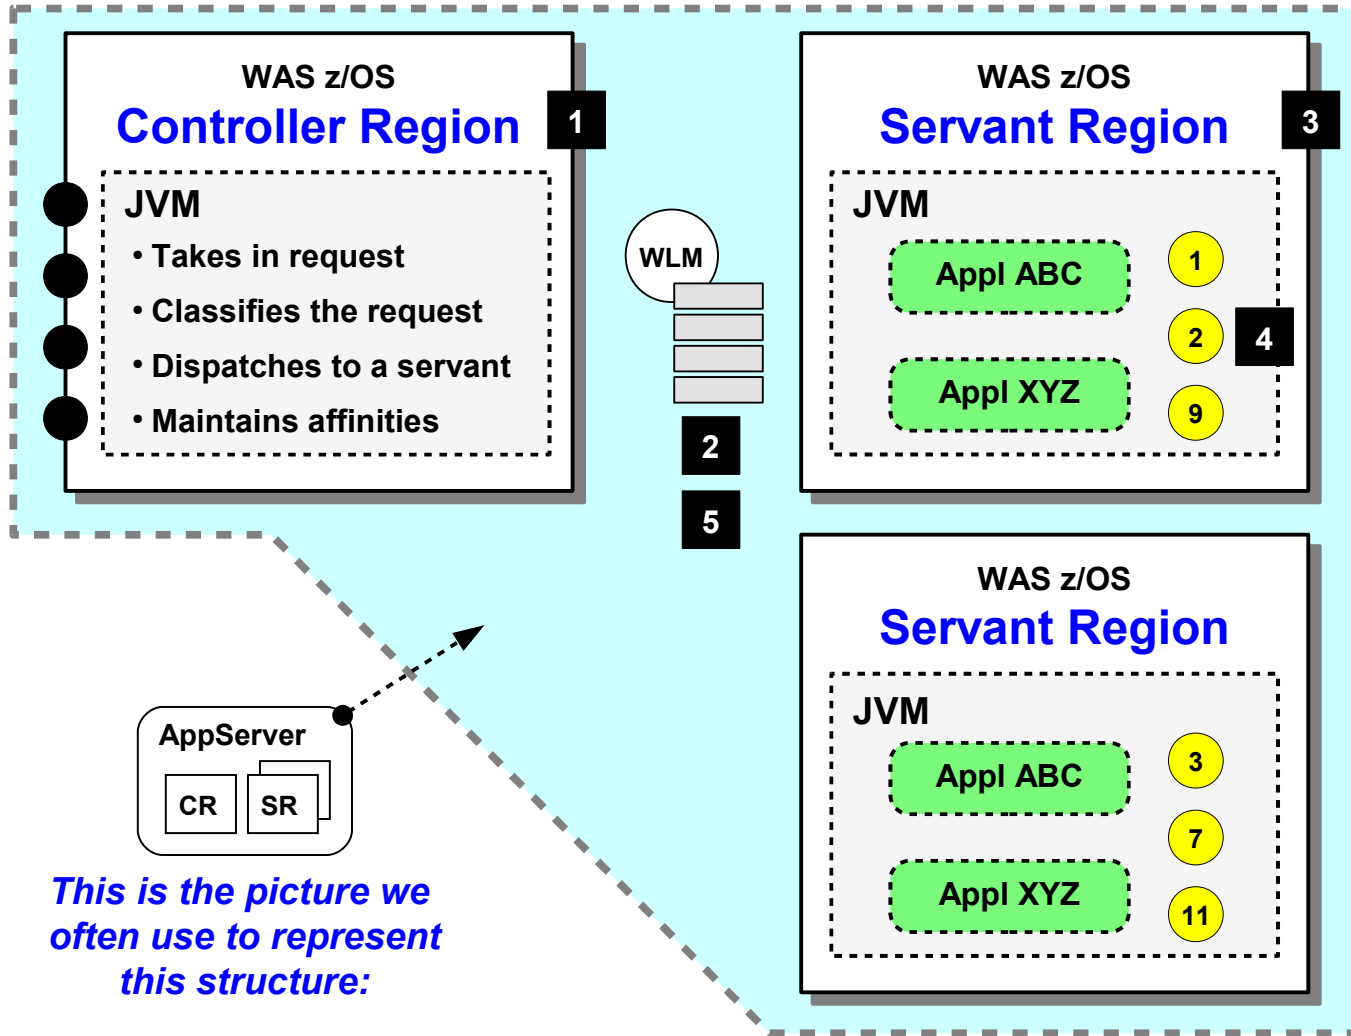 WAS z/OS
Controller Region
1
JVM
• Takes in request
• Classifies the request
• Dispatches to a servant
• Maintains affinities
WLM
2
5
WAS z/OS
Servant Region
3
JVM
Appl ABC
1
2
4
Appl XYZ
9
WAS z/OS
Servant Region
JVM
Appl ABC
3
7
Appl XYZ
11
AppServer
CR SR
This is the picture we
often use to represent
this structure: